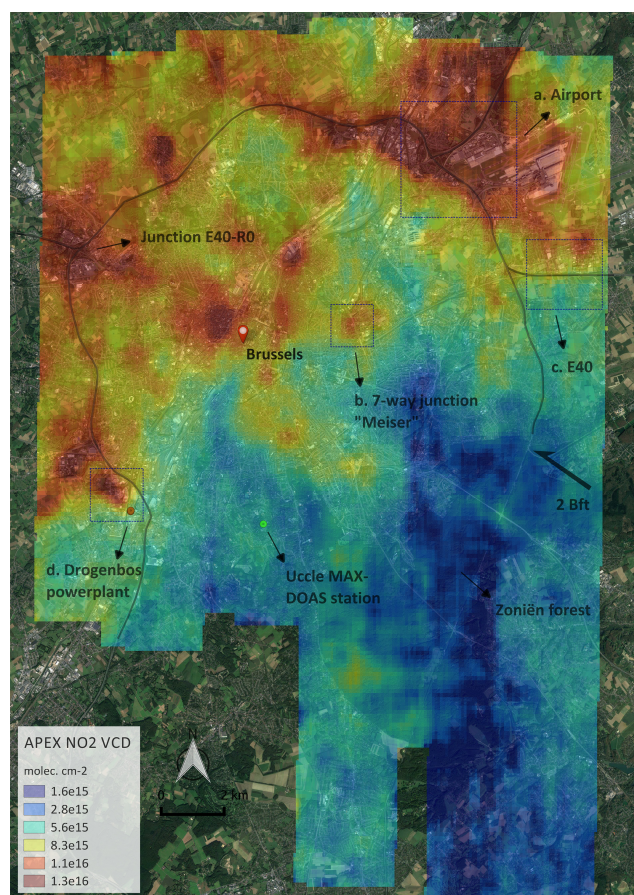 a. Airport
Junction E40-R0
Brussels
c. E40
b. 7-way junction
"Meiser"
2 Bft
d. Drogenbos
powerplant
Uccle MAX-
DOAS station
Zoniën forest
APEX NO2 VCD
molec. cm-2
1.6e15
2.8e15
5.6e15
8.3e15
1.1e16
1.3e16
N
0 2 km